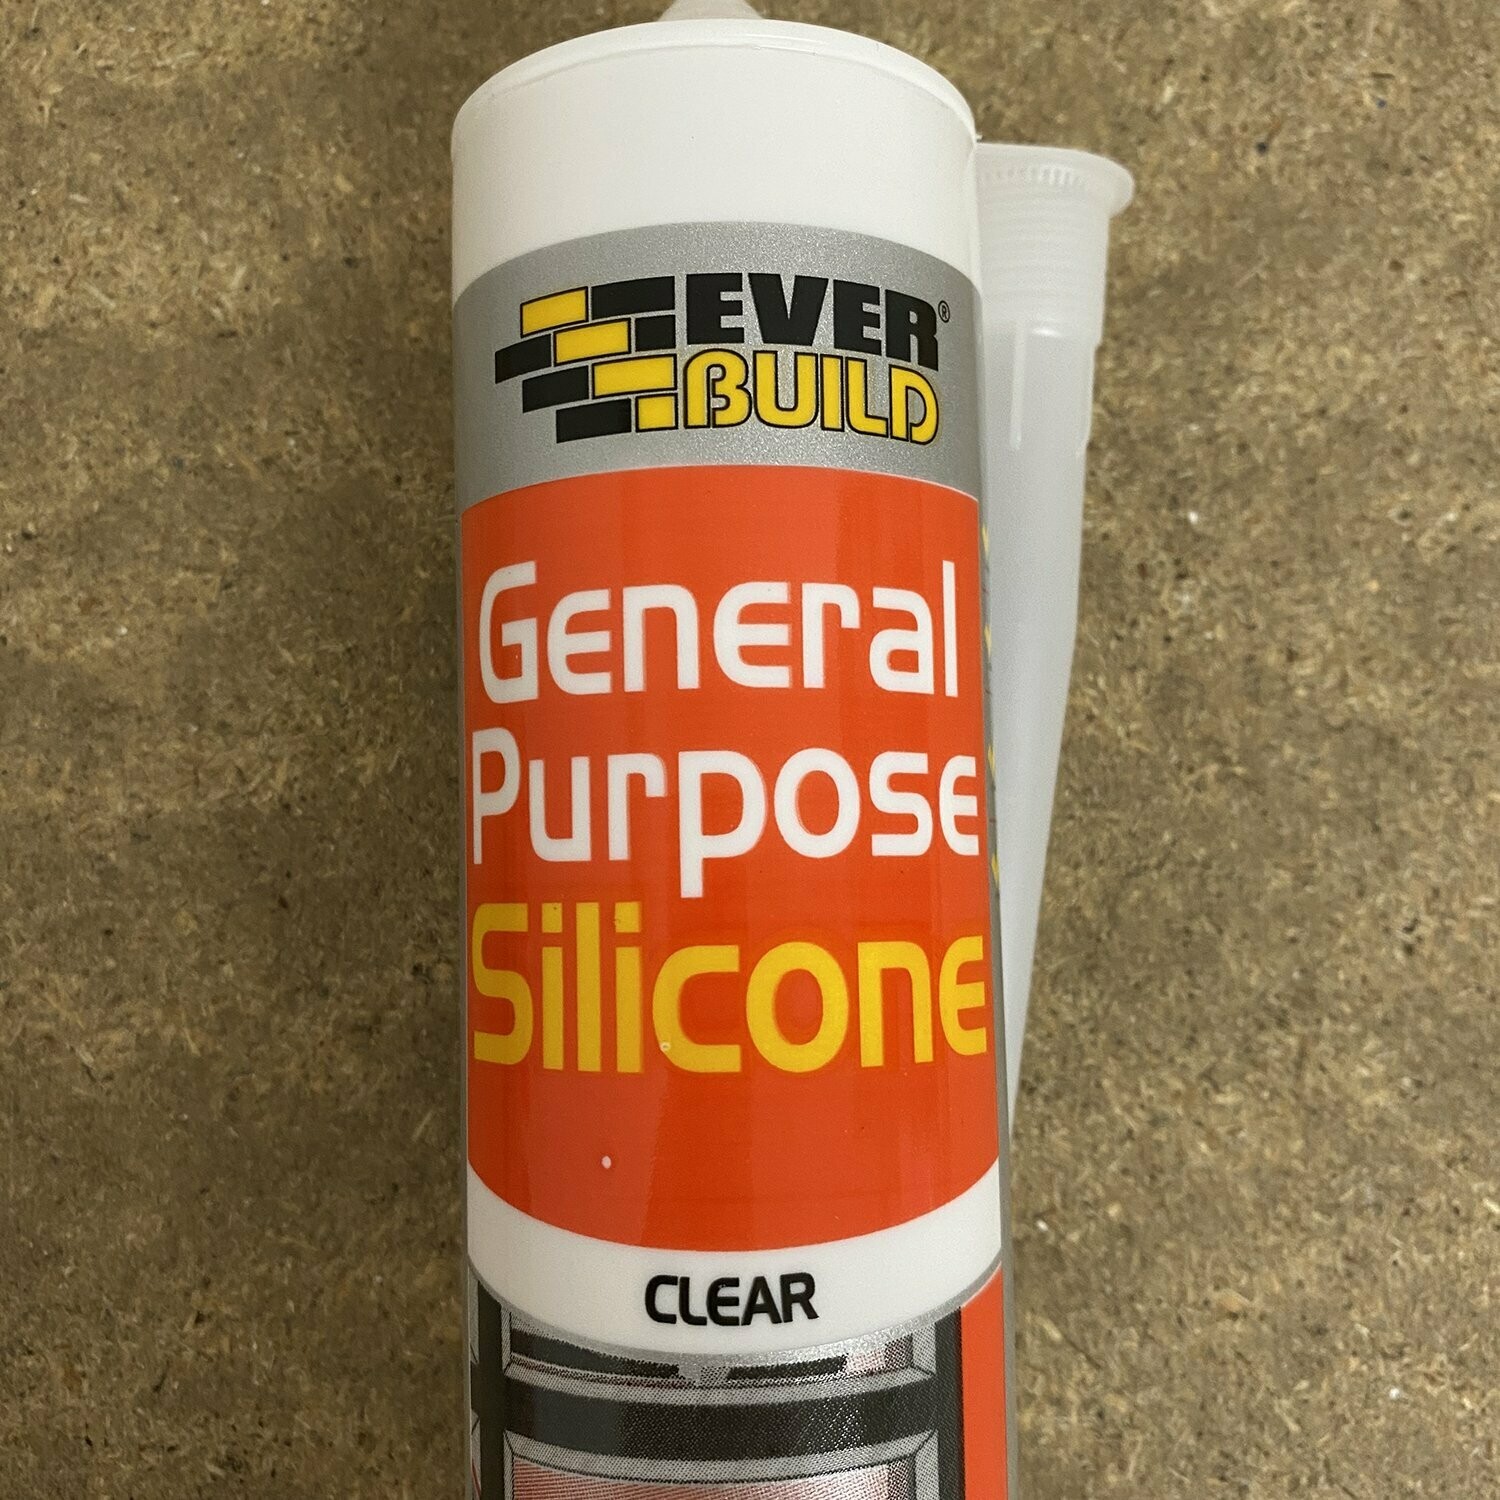 EVER®
BUILD
General
Purpose
Silicone
CLEAR